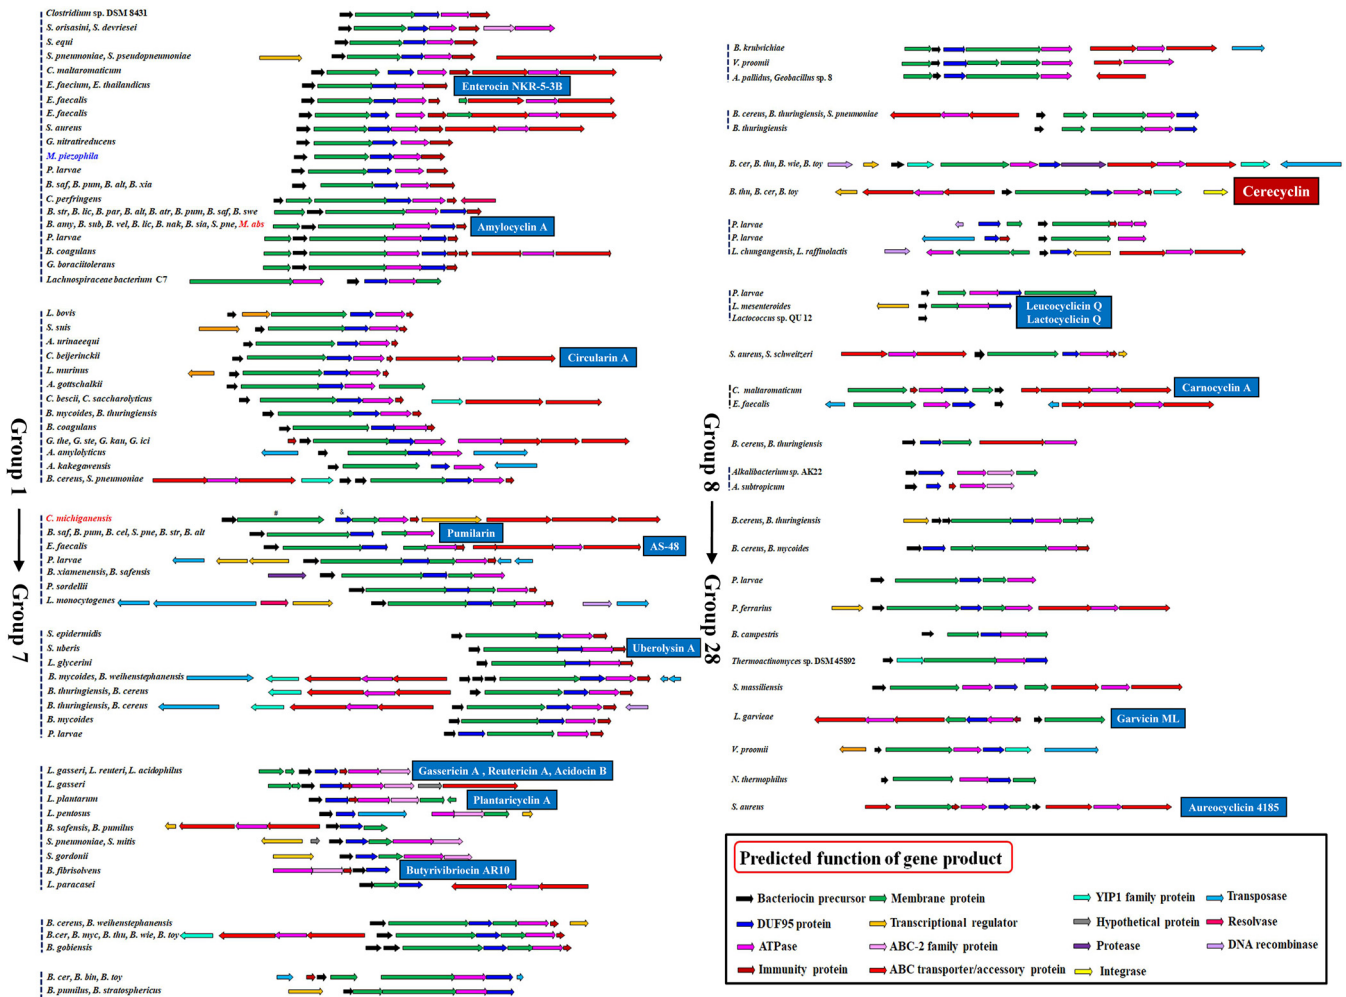 Clostridium sp. DSM 8431
S. orisasini, S. devriesei
S. equi
S. pneumoniae, S. pseudopneumoniae
C. maltaromaticum
E. faecium, E. thailandicus
Enterocin NKR-5-3B
E. faecalis
E. faecalis
S. aureus
G. nitratireducens
M. piezophila
P. larvae
B. saf, B. pum, B. alt, B. xia
C. perfringens
B. str, B. lic, B. par, B. alt, B. atr, B. pum, B. saf, B. swe
B. amy, B. sub, B. vel, B. lic, B. nak, B. sia, S. pne, M. abs
Amylocyclin A
P. larvae
B. coagulans
G. boraciitolerans
Lachnospiraceae bacterium C7
L. bovis
S. suis
A. urinaeequi
C. beijerinckii
Circularin A
L. murinus
A. gottschalkii
C. bescii, C. saccharolyticus
B. mycoides, B. thuringiensis
B. coagulans
G. the, G. ste, G. kau, G. ici
A. amylolyticus
A. kakegawensis
B. cereus, S. pneumoniae
C. michiganensis
#
&
B. saf, B. pum, B. cel, S. pne, B. str, B. alt
Pumilarin
E. faecalis
AS-48
P. larvae
B. xiamenensis, B. safensis
P. sordellii
L. monocytogenes
S. epidermidis
S. uberis
Uberolysin A
L. glycerini
B. mycoides, B. weihenstephanensis
B. thuringiensis, B. cereus
B. thuringiensis, B. cereus
B. mycoides
P. larvae
L. gasseri, L. reuteri, L. acidophilus
Gassericin A , Reutericin A, Acidocin B
L. gasseri
L. plantarum
Plantaricyclin A
L. pentosus
B. safensis, B. pumilus
S. pneumoniae, S. mitis
S. gordonii
B. fibrisolvens
Butyrivibriocin AR10
L. paracasei
B. cereus, B. weihenstephanensis
B.cer, B. myc, B. thu, B. wie, B. toy
B. gobiensis
B. cer, B. bin, B. toy
B. pumilus, B. stratosphericus
Group 1
Group 7
B. krulwichiae
V. proomii
A. pallidus, Geobacillus sp. 8
B. cereus, B. thuringiensis, S. pneumoniae
B. thuringiensis
B. cer, B. thu, B. wie, B. toy
B. thu, B. cer, B. toy
Cerecyclin
P. larvae
P. larvae
L. chungangensis, L. raffinolactis
P. larvae
L. mesenteroides
Leucocyclicin Q
Lactococcus sp. QU 12
Lactocyclicin Q
S. aureus, S. schweitzeri
C. maltaromaticum
Carnocyclin A
E. faecalis
B. cereus, B. thuringiensis
Alkalibacterium sp. AK22
A. subtropicum
B.cereus, B. thuringiensis
B. cereus, B. mycoides
P. larvae
P. ferrarius
B. campestris
Thermoactinomyces sp. DSM 45892
S. massiliensis
L. garvieae
Garvicin ML
V. proomii
N. thermophilus
S. aureus
Aureocyclicin 4185
Group 8
Group 28
Predicted function of gene product
Bacteriocin precursor
Membrane protein
YIP1 family protein
Transposase
DUF95 protein
Transcriptional regulator
Hypothetical protein
Resolvase
ATPase
ABC-2 family protein
Protease
DNA recombinase
Immunity protein
ABC transporter/accessory protein
Integrase